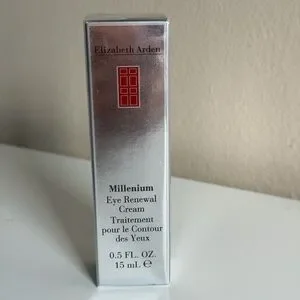 Elizabeth Arden
Millenium
Eye Renewal
Cream
Traitement
pour le Contour
des Yeux
0.5 FL. OZ.
15 mL ℮